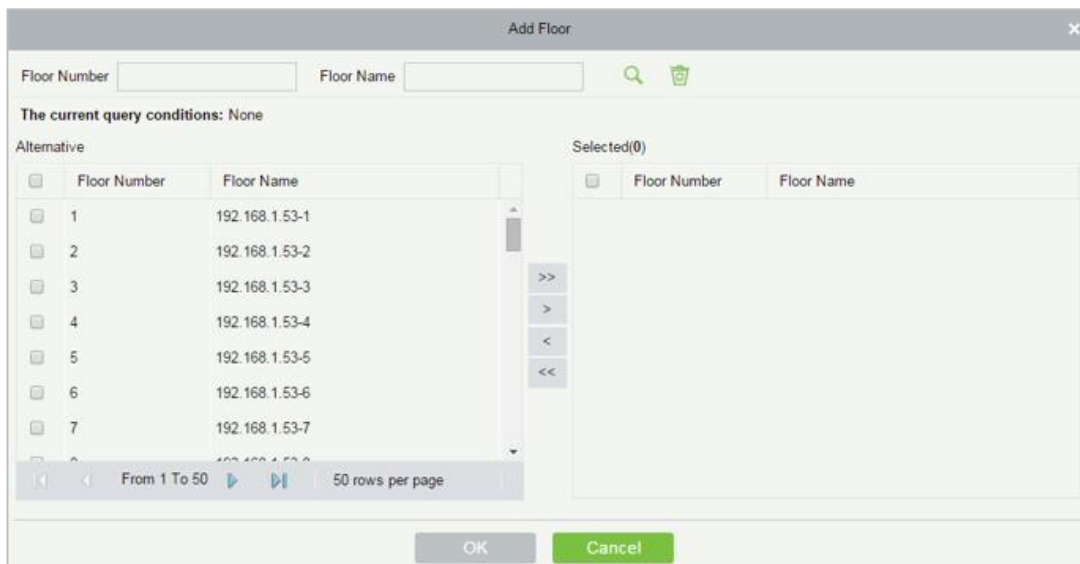 Add Floor
Floor Number Floor Name
The current query conditions: None
Alternative Selected(0)
Floor Number Floor Name Floor Number Floor Name
1 192.168.1.53-1
2 192.168.1.53-2
>>
3 192.168.1.53-3
>
4 192.168.1.53-4
<
5 192.168.1.53-5
<<
6 192.168.1.53-6
7 192.168.1.53-7
From 1 To 50 50 rows per page
OK Cancel